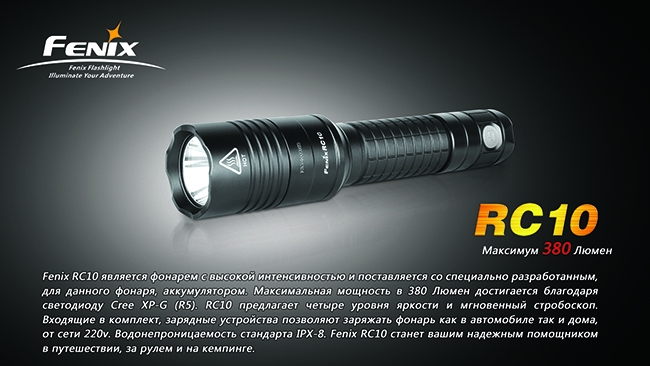 FENIX
Fenix Flashlight
Illuminate Your Adventure
HOT
FENIX RC10
RC10
Максимум 380 Люмен
Fenix RC10 является фонарем с высокой интенсивностью и поставляется со специально разработанным,
для данного фонаря, аккумулятором. Максимальная мощность в 380 Люмен достигается благодаря
светодиоду Cree XP-G (R5). RC10 предлагает четыре уровня яркости и мгновенный стробоскоп.
Входящие в комплект, зарядные устройства позволяют заряжать фонарь как в автомобиле так и дома,
от сети 220v. Водонепроницаемость стандарта IPX-8. Fenix RC10 станет вашим надежным помощником
в путешествии, за рулем и на кемпинге.